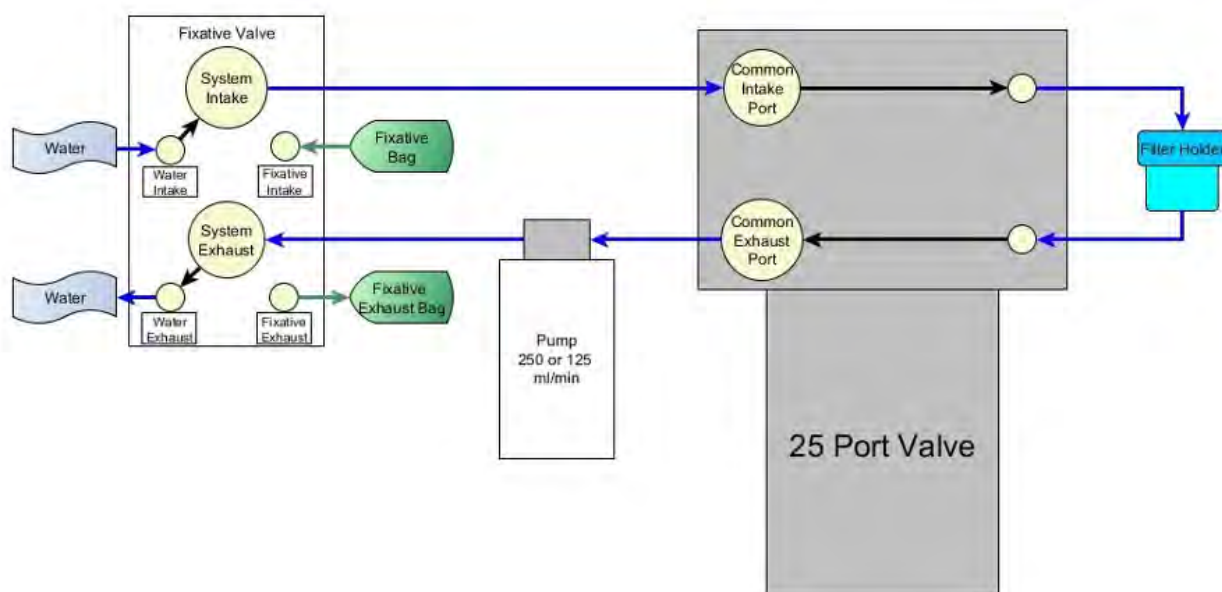 Fixative Valve
System
Intake
Common
Intake
Port
Water
Fixative
Bag
Filter Holder
Water
Intake
Fixative
Intake
System
Exhaust
Common
Exhaust
Port
Water
Fixative
Exhaust Bag
Water
Exhaust
Fixative
Exhaust
Pump
250 or 125
ml/min
25 Port Valve